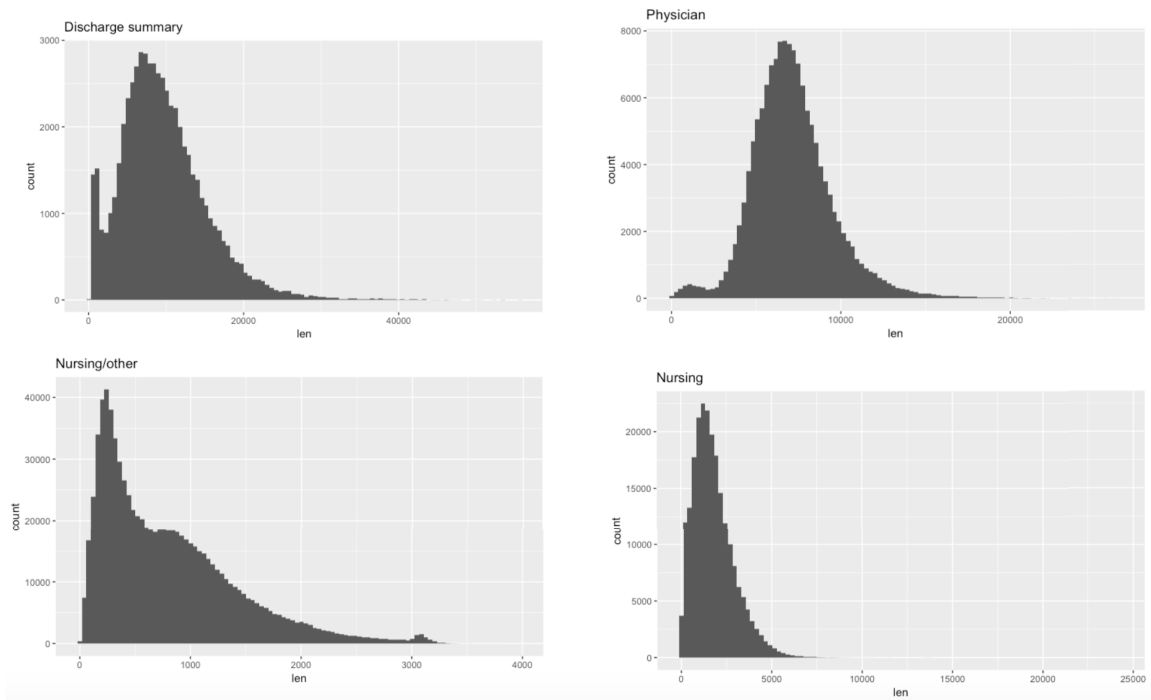 Discharge summary
3000
2000
1000
0
count
0 20000 40000
len
Physician
8000
6000
4000
2000
0
count
0 10000 20000
len
Nursing/other
40000
30000
20000
10000
0
count
0 1000 2000 3000 4000
len
Nursing
20000
15000
10000
5000
0
count
0 5000 10000 15000 20000 25000
len